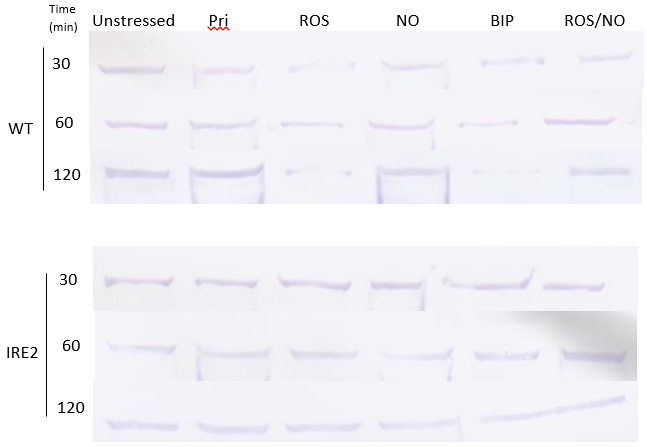 Time
(min)
Unstressed Pri ROS NO BIP ROS/NO
30
WT 60
120
30
IRE2 60
120